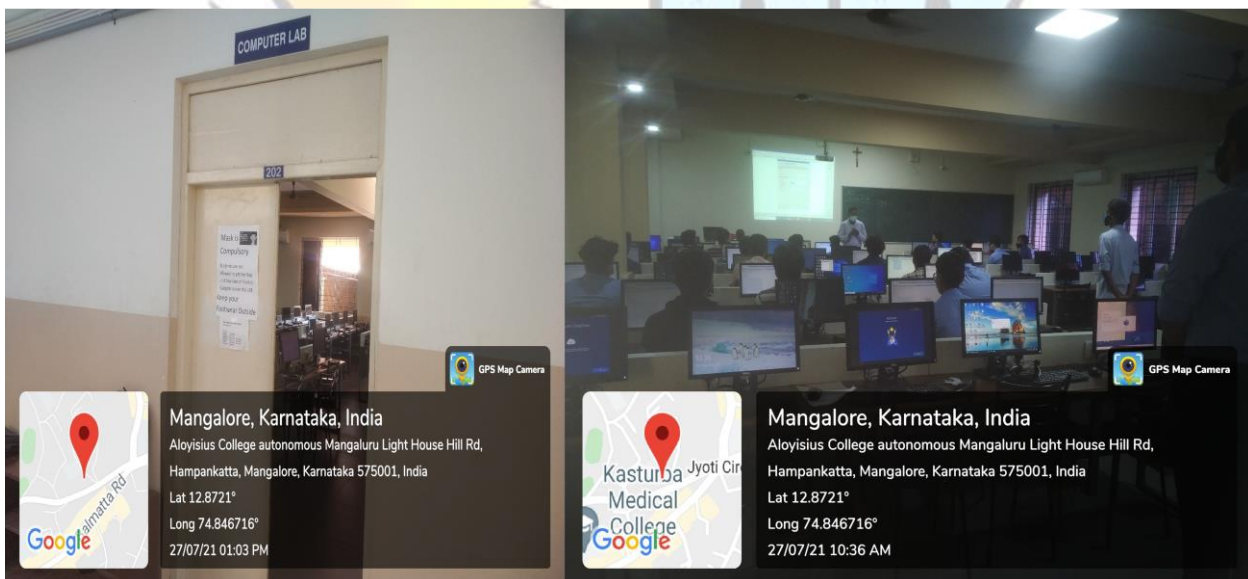 COMPUTER LAB
202
Mask is
Compulsory
Keep your
Footwear Outside
GPS Map Camera
Mangalore, Karnataka, India
Aloyisius College autonomous Mangaluru Light House Hill Rd,
Hampankatta, Mangalore, Karnataka 575001, India
Lat 12.8721°
Long 74.846716°
27/07/21 01:03 PM
Google
GPS Map Camera
Mangalore, Karnataka, India
Aloyisius College autonomous Mangaluru Light House Hill Rd,
Hampankatta, Mangalore, Karnataka 575001, India
Lat 12.8721°
Long 74.846716°
27/07/21 10:36 AM
Kasturba
Medical
College
Jyoti
Google